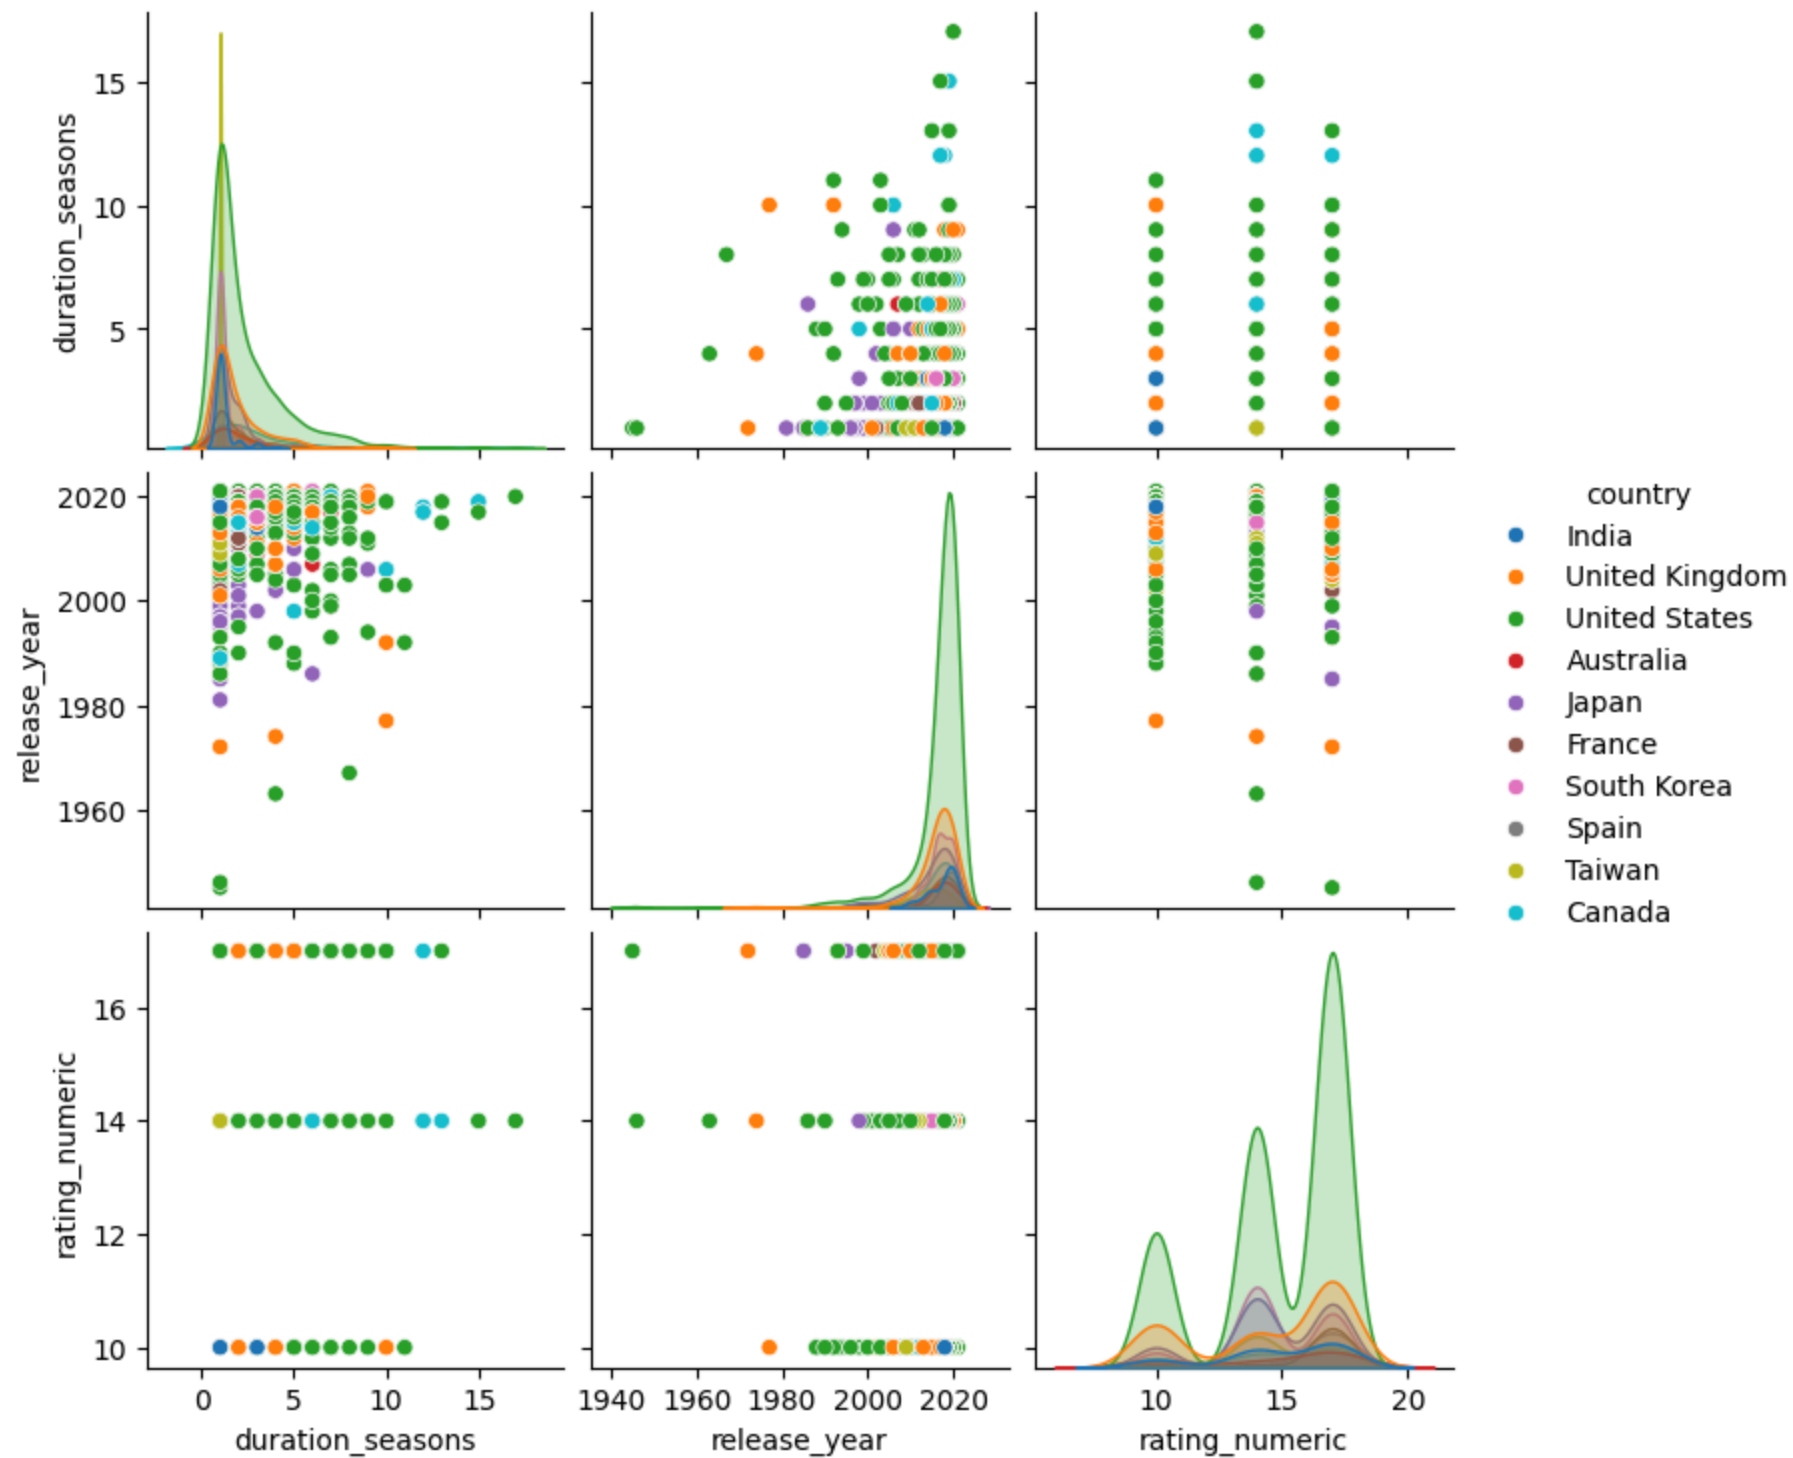 duration_seasons
15
10
5
release_year
2020
2000
1980
1960
country
India
United Kingdom
United States
Australia
Japan
France
South Korea
Spain
Taiwan
Canada
rating_numeric
16
14
12
10
0 5 10 15
1940 1960 1980 2000 2020
10 15 20
duration_seasons
release_year
rating_numeric